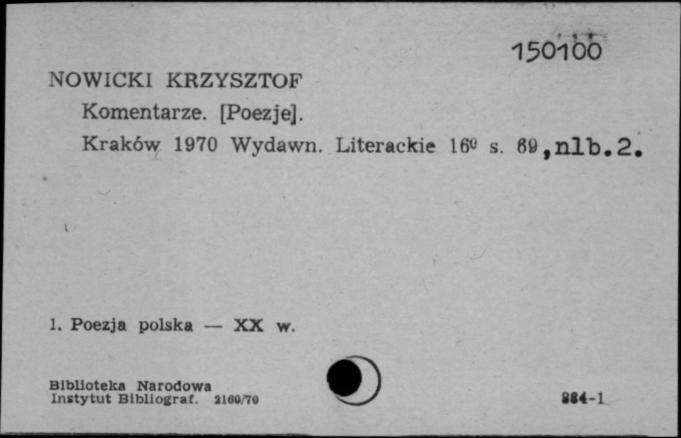 150100
NOWICKI KRZYSZTOF
Komentarze. [Poezje].
Kraków 1970 Wydawn. Literackie 16⁰ s. 69, nlb. 2.
1. Poezja polska — XX w.
Biblioteka Narodowa
Instytut Bibliograf. 2160/70
884-1